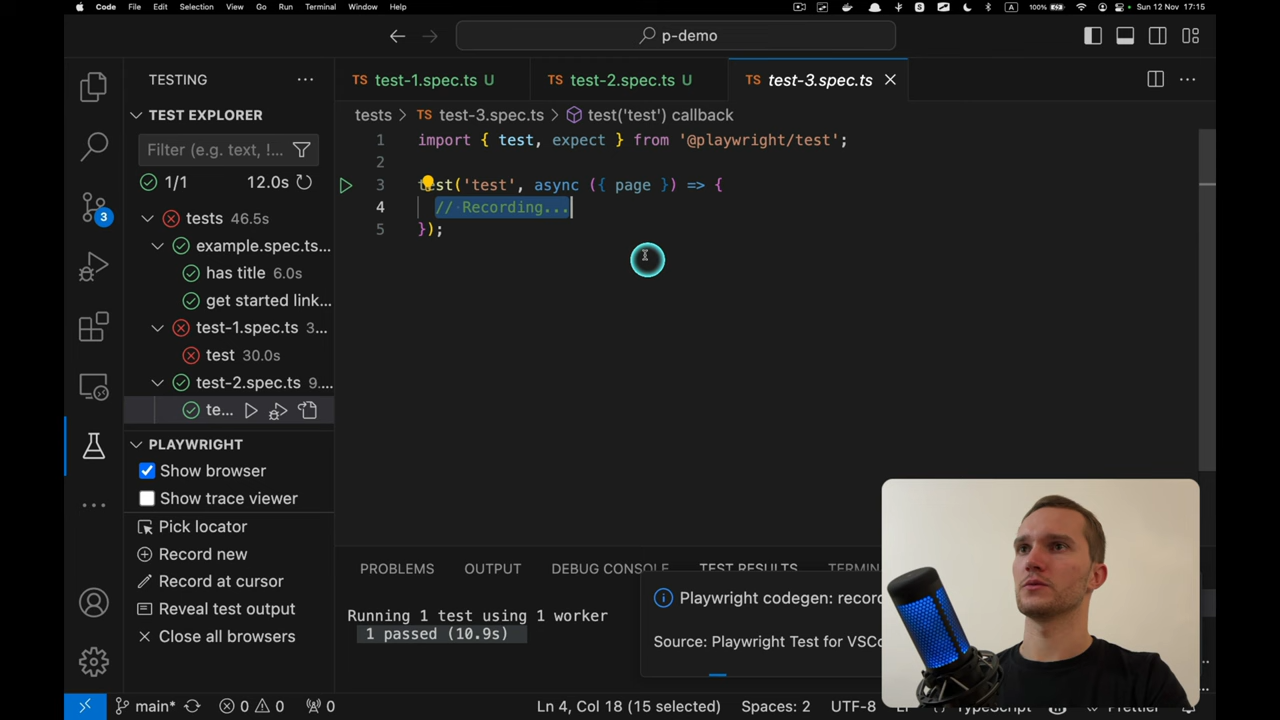 Code File Edit Selection View Go Run Terminal Window Help
100% Sun 12 Nov 17:15
p-demo
TESTING
TEST EXPLORER
Filter (e.g. text, !...
1/1 12.0s
tests 46.5s
example.spec.ts...
has title 6.0s
get started link...
test-1.spec.ts 3...
test 30.0s
test-2.spec.ts 9....
te...
3
PLAYWRIGHT
Show browser
Show trace viewer
Pick locator
Record new
Record at cursor
Reveal test output
Close all browsers
TS test-1.spec.ts U TS test-2.spec.ts U TS test-3.spec.ts
tests > TS test-3.spec.ts > test('test') callback
1 import { test, expect } from '@playwright/test';
2
3 test('test', async ({ page }) => {
4 // Recording...
5 });
PROBLEMS OUTPUT DEBUG CONSOLE TEST RESULTS
Running 1 test using 1 worker
1 passed (10.9s)
Playwright codegen:
Source: Playwright Test for
main* 0 0 0 Ln 4, Col 18 (15 selected) Spaces: 2 UTF-8 LF TypeScript Prettier